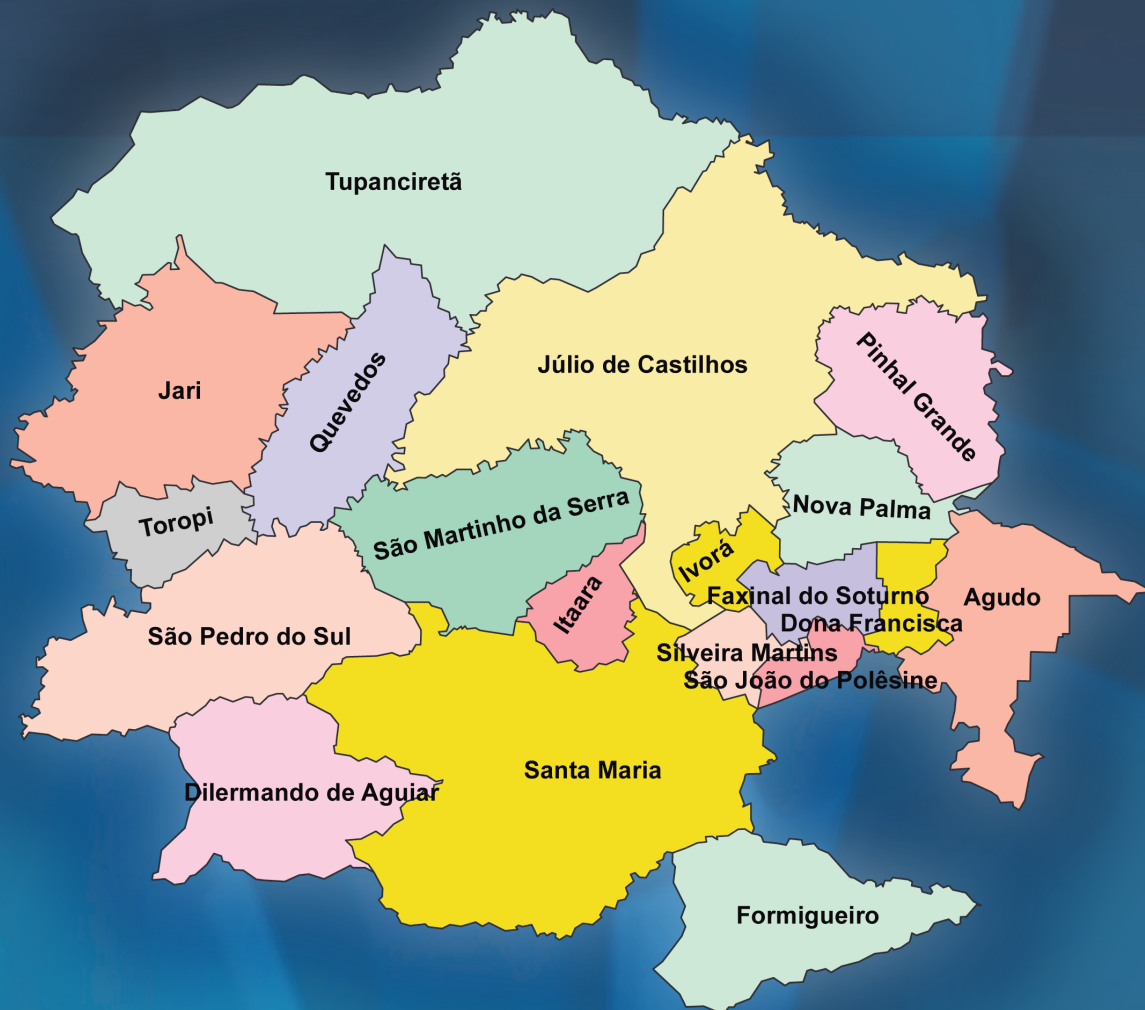 Tupanciretã
Júlio de Castilhos
Jari
Quevedos
Pinhal Grande
Nova Palma
Toropi
São Martinho da Serra
Ivorá
Itaara
Faxinal do Soturno
Agudo
Dona Francisca
São Pedro do Sul
Silveira Martins
São João do Polêsine
Santa Maria
Dilermando de Aguiar
Formigueiro